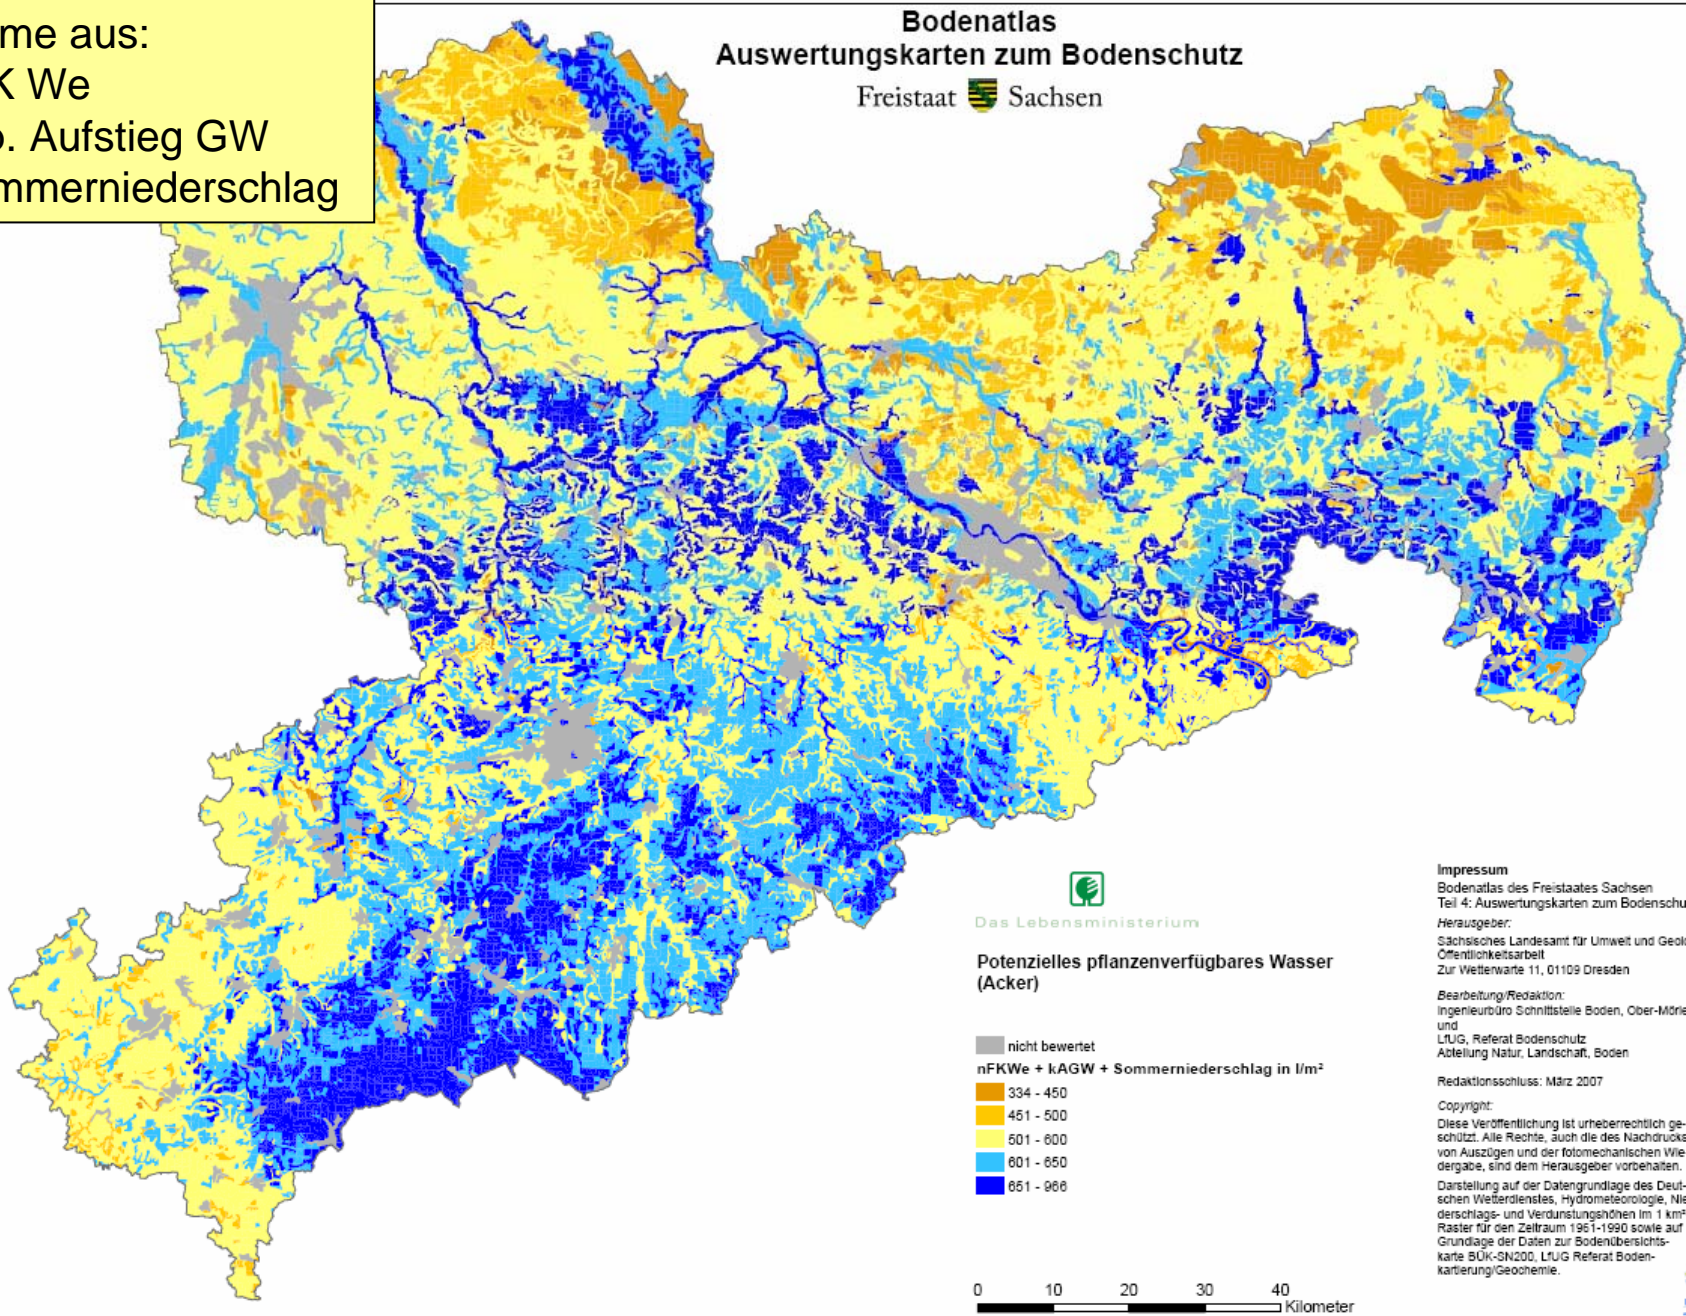 me aus:
K We
o. Aufstieg GW
mmerniederschlag
Bodenatlas
Auswertungskarten zum Bodenschutz
Freistaat Sachsen
Das Lebensministerium
Potenzielles pflanzenverfügbares Wasser
(Acker)
nicht bewertet
nFKWe + kAGW + Sommerniederschlag in l/m²
334 - 450
451 - 500
501 - 600
601 - 650
651 - 966
0 10 20 30 40
Kilometer
Impressum
Bodenatlas des Freistaates Sachsen
Teil 4: Auswertungskarten zum Bodenschu
Herausgeber:
Sächsisches Landesamt für Umwelt und Geolo
Öffentlichkeitsarbeit
Zur Wetterwarte 11, 01109 Dresden
Bearbeitung/Redaktion:
Ingenieurbüro Schnittstelle Boden, Ober-Mörle
und
LfUG, Referat Bodenschutz
Abteilung Natur, Landschaft, Boden
Redaktionsschluss: März 2007
Copyright:
Diese Veröffentlichung ist urheberrechtlich ge-
schützt. Alle Rechte, auch die des Nachdrucks
von Auszügen und der fotomechanischen Wie-
dergabe, sind dem Herausgeber vorbehalten.
Darstellung auf der Datengrundlage des Deut-
schen Wetterdienstes, Hydrometeorologie, Nie
derschlags- und Verdunstungshöhen im 1 km²
Raster für den Zeitraum 1961-1990 sowie auf
Grundlage der Daten zur Bodenübersichts-
karte BÜK-SN200, LfUG Referat Boden-
kartierung/Geochemie.